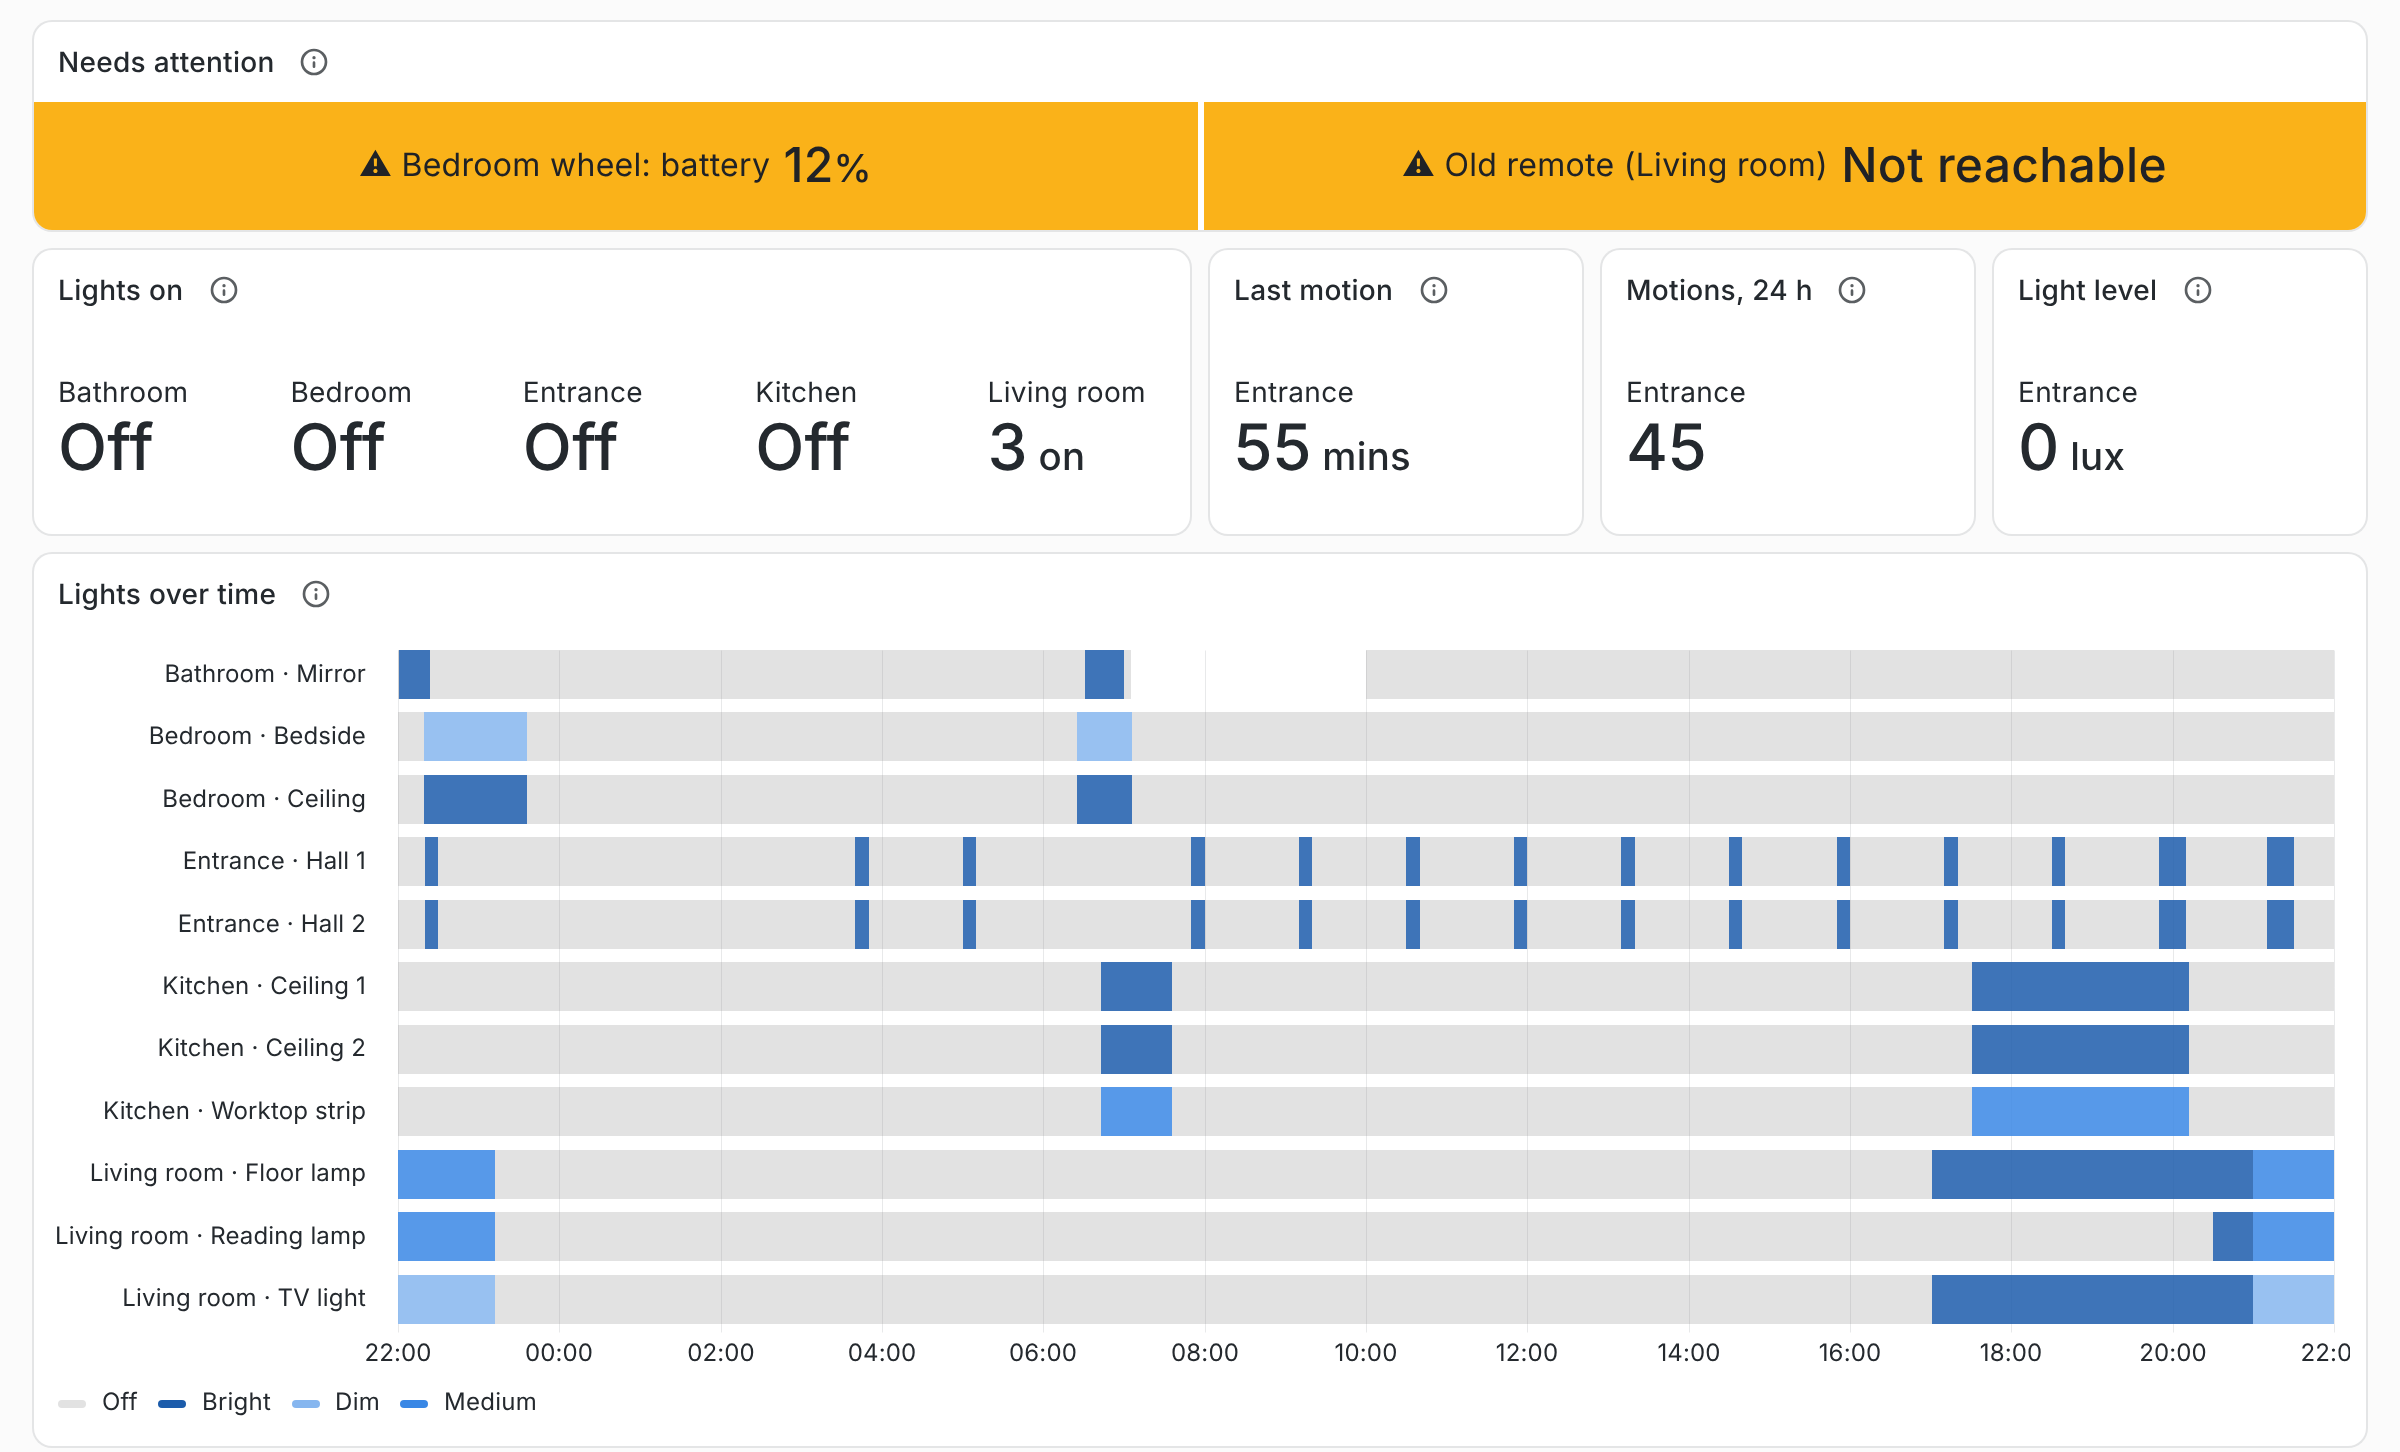 Needs attention
Bedroom wheel: battery 12%
Old remote (Living room) Not reachable
Lights on
Bathroom
Off
Bedroom
Off
Entrance
Off
Kitchen
Off
Living room
3 on
Last motion
Entrance
55 mins
Motions, 24 h
Entrance
45
Light level
Entrance
0 lux
Lights over time
Bathroom · Mirror
Bedroom · Bedside
Bedroom · Ceiling
Entrance · Hall 1
Entrance · Hall 2
Kitchen · Ceiling 1
Kitchen · Ceiling 2
Kitchen · Worktop strip
Living room · Floor lamp
Living room · Reading lamp
Living room · TV light
22:00 00:00 02:00 04:00 06:00 08:00 10:00 12:00 14:00 16:00 18:00 20:00 22:0
Off Bright Dim Medium